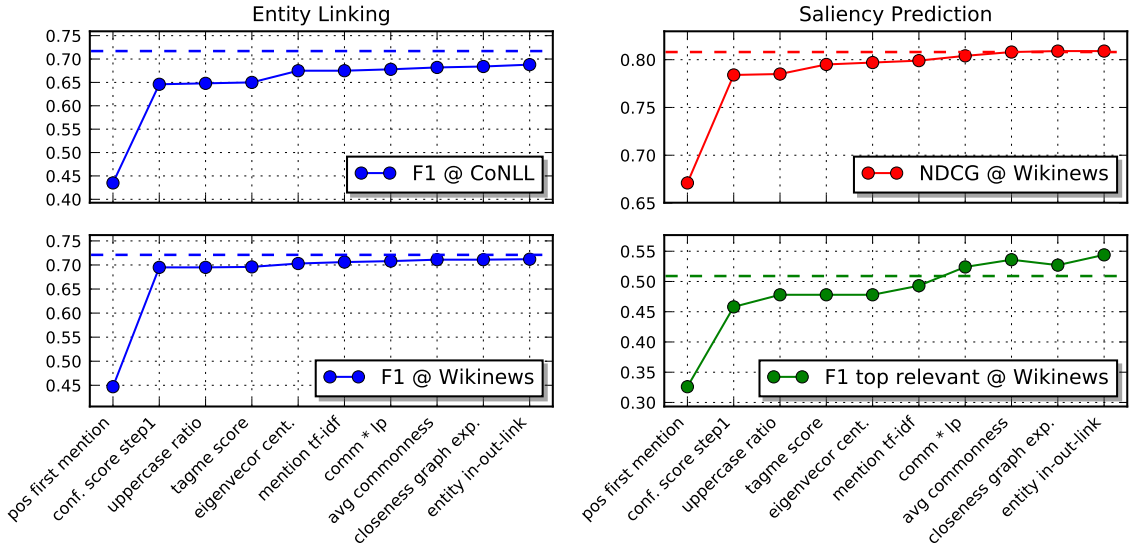 Entity Linking
0.75
0.70
0.65
0.60
0.55
0.50
0.45
0.40
F1 @ CoNLL
Saliency Prediction
0.80
0.75
0.70
0.65
NDCG @ Wikinews
0.75
0.70
0.65
0.60
0.55
0.50
0.45
F1 @ Wikinews
pos first mention
conf. score step1
uppercase ratio
tagme score
eigenvecor cent.
mention tf-idf
comm * lp
avg commonness
closeness graph exp.
entity in-out-link
0.55
0.50
0.45
0.40
0.35
0.30
F1 top relevant @ Wikinews
pos first mention
conf. score step1
uppercase ratio
tagme score
eigenvecor cent.
mention tf-idf
comm * lp
avg commonness
closeness graph exp.
entity in-out-link